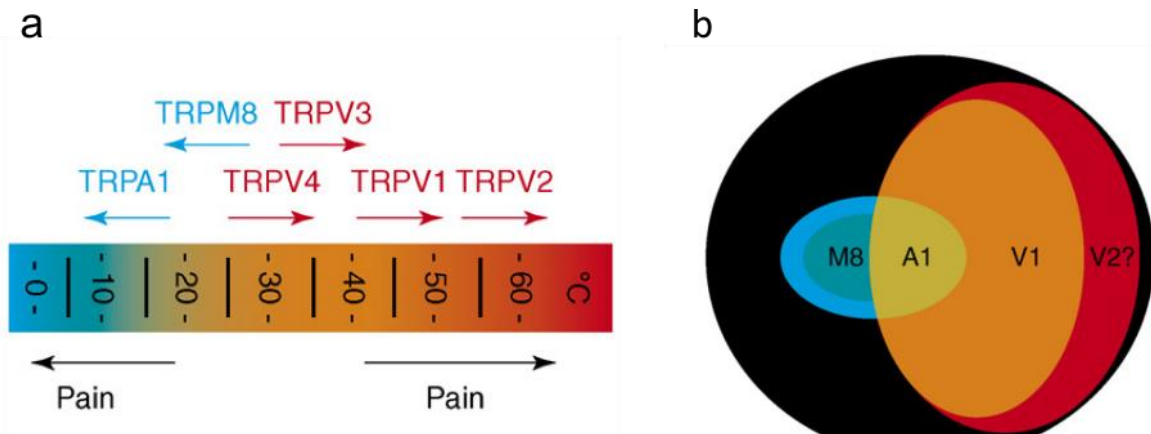 a
TRPM8 TRPV3
TRPA1 TRPV4 TRPV1 TRPV2
-0- -10- -20- -30- -40- -50- -60- °C
Pain Pain
b
M8 A1 V1 V2?